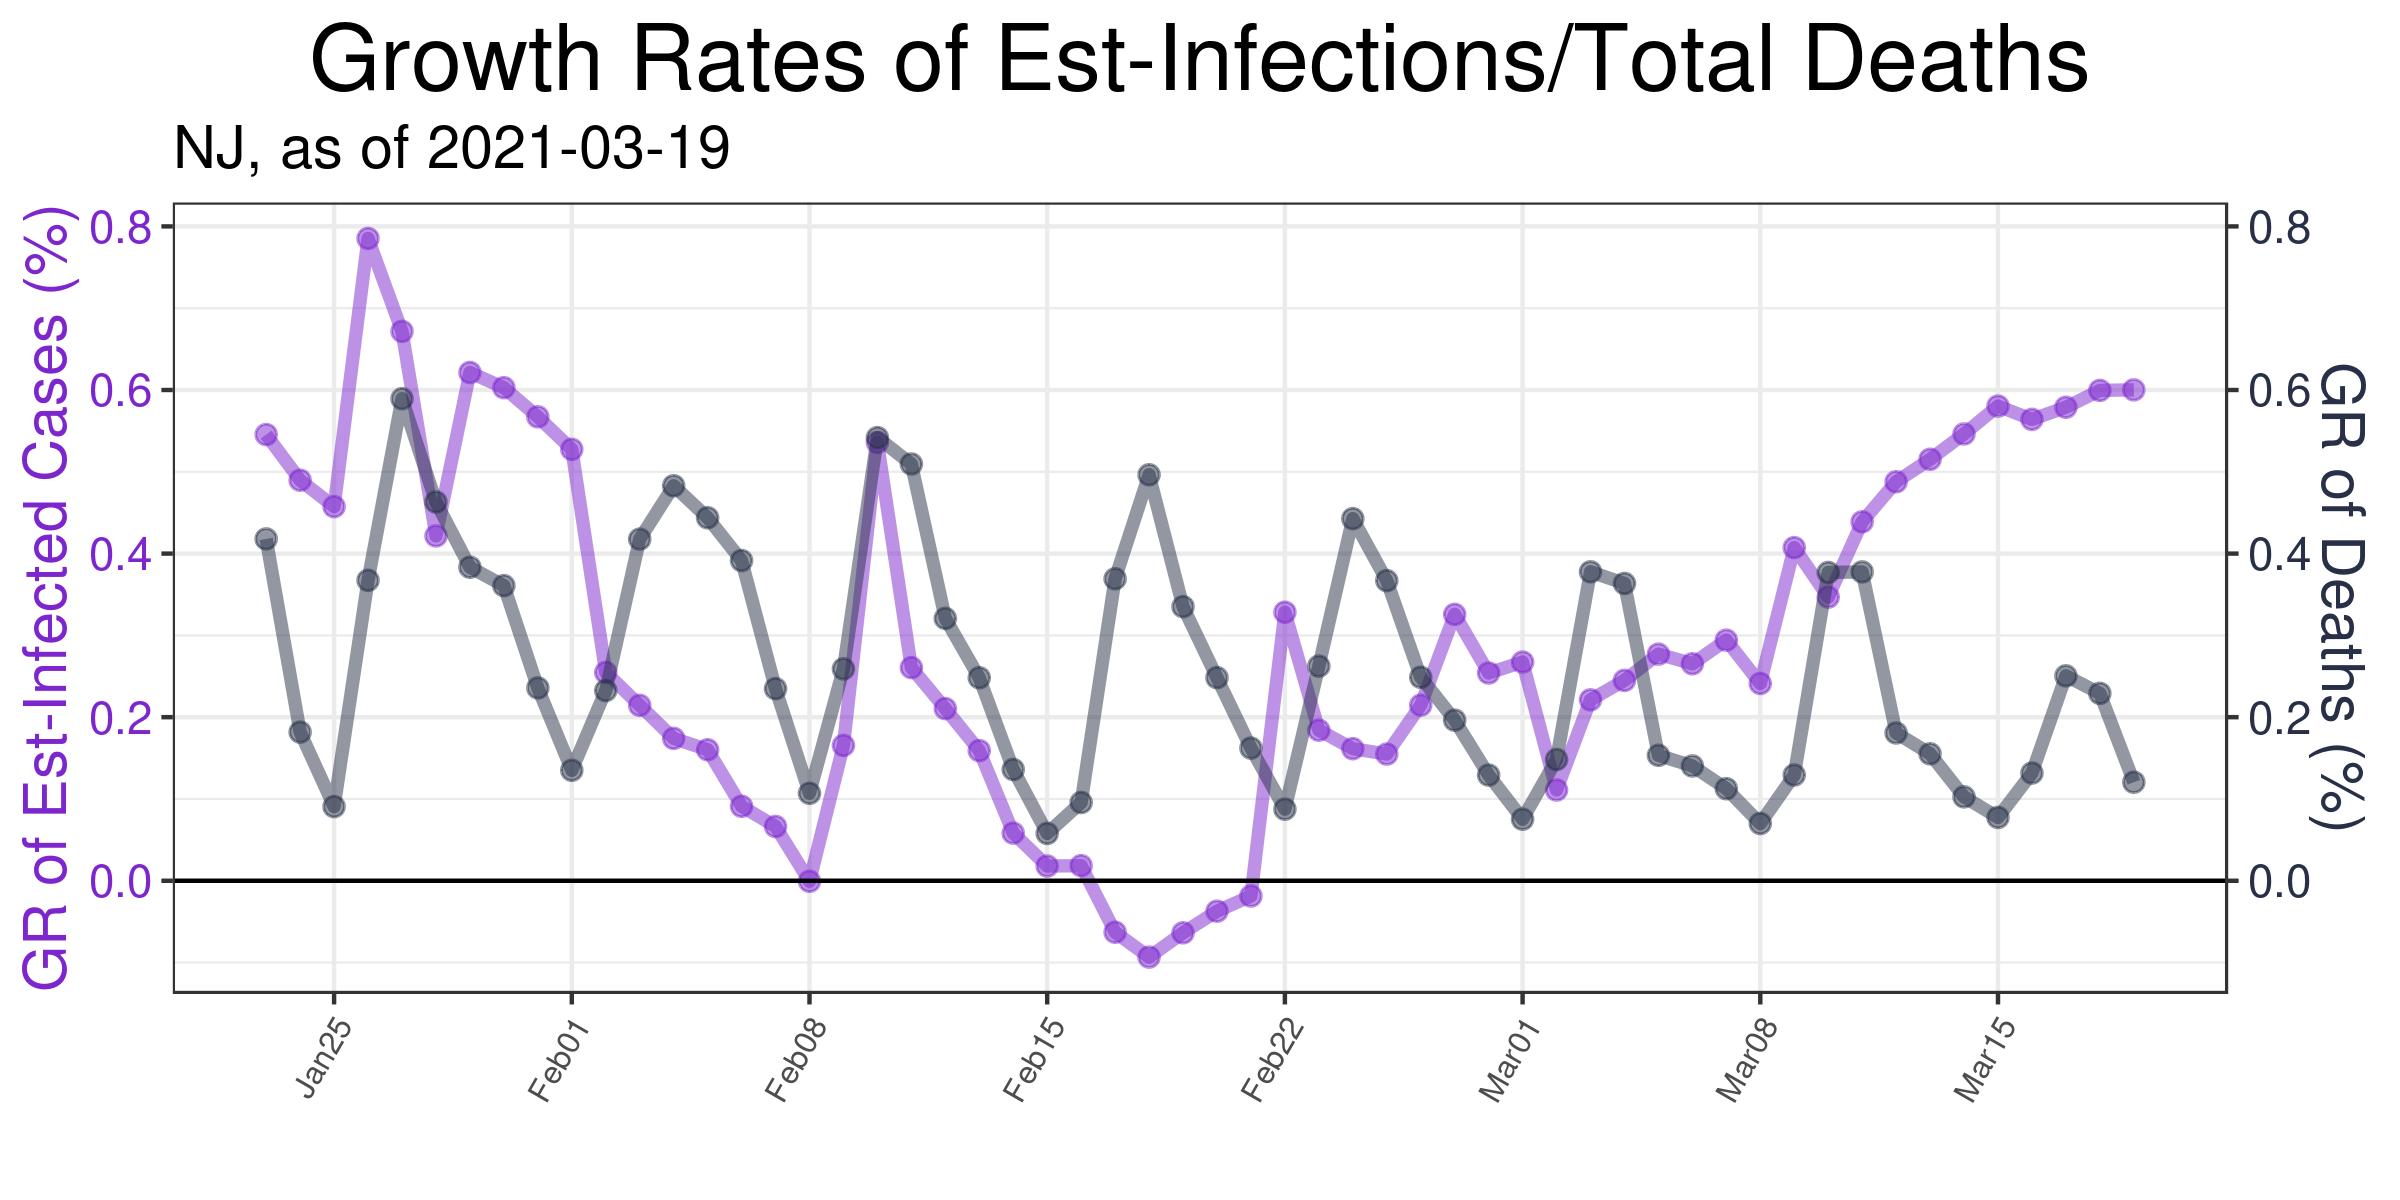 Growth Rates of Est-Infections/Total Deaths
NJ, as of 2021-03-19
GR of Est-Infected Cases (%)
0.8
0.6
0.4
0.2
0.0
0.8
0.6
0.4
0.2
0.0
GR of Deaths (%)
Jan25
Feb01
Feb08
Feb15
Feb22
Mar01
Mar08
Mar15